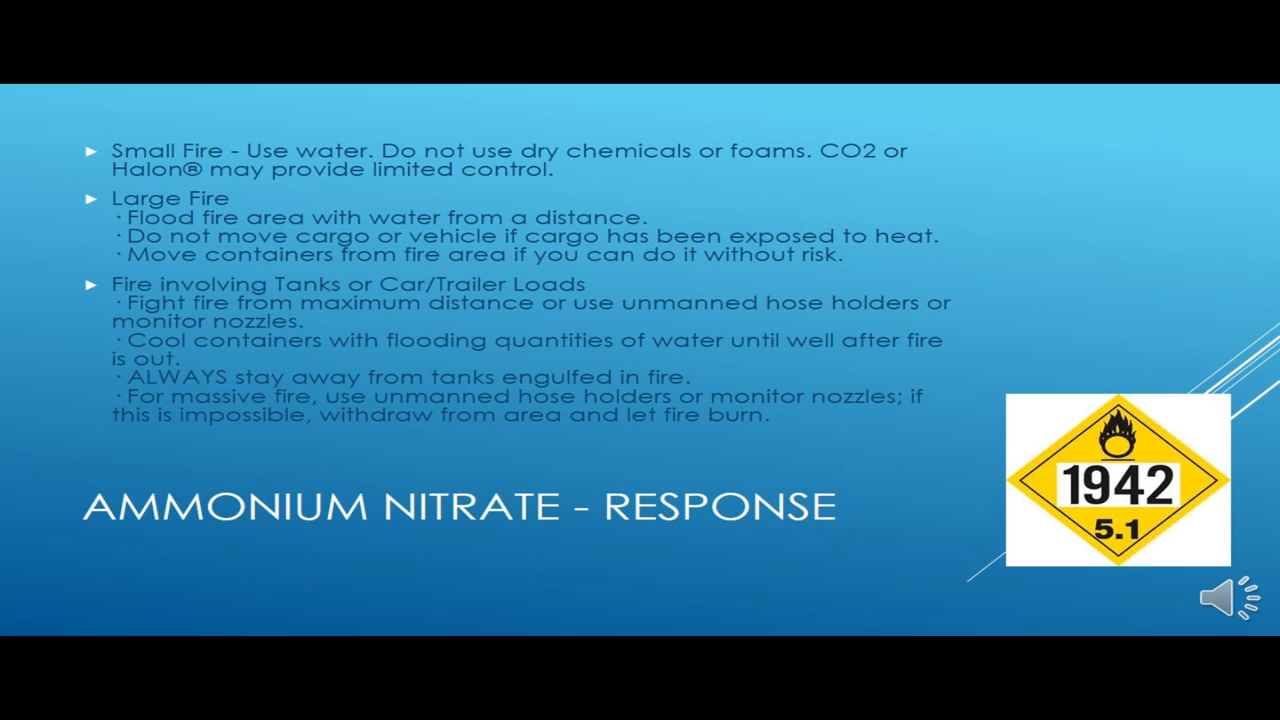 ► Small Fire - Use water. Do not use dry chemicals or foams. CO2 or
Halon® may provide limited control.
► Large Fire
· Flood fire area with water from a distance.
· Do not move cargo or vehicle if cargo has been exposed to heat.
· Move containers from fire area if you can do it without risk.
► Fire involving Tanks or Car/Trailer Loads
· Fight fire from maximum distance or use unmanned hose holders or
monitor nozzles.
· Cool containers with flooding quantities of water until well after fire
is out.
· ALWAYS stay away from tanks engulfed in fire.
· For massive fire, use unmanned hose holders or monitor nozzles; if
this is impossible, withdraw from area and let fire burn.
AMMONIUM NITRATE - RESPONSE
1942
5.1